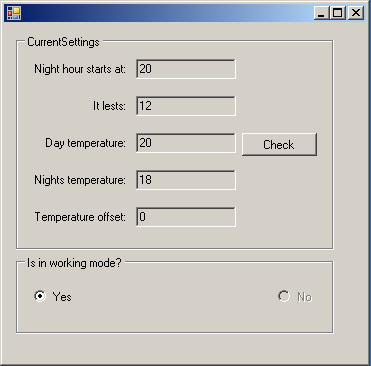 CurrentSettings
Night hour starts at: 20
It lests: 12
Day temperature: 20 Check
Nights temperature: 18
Temperature offset: 0
Is in working mode?
Yes No